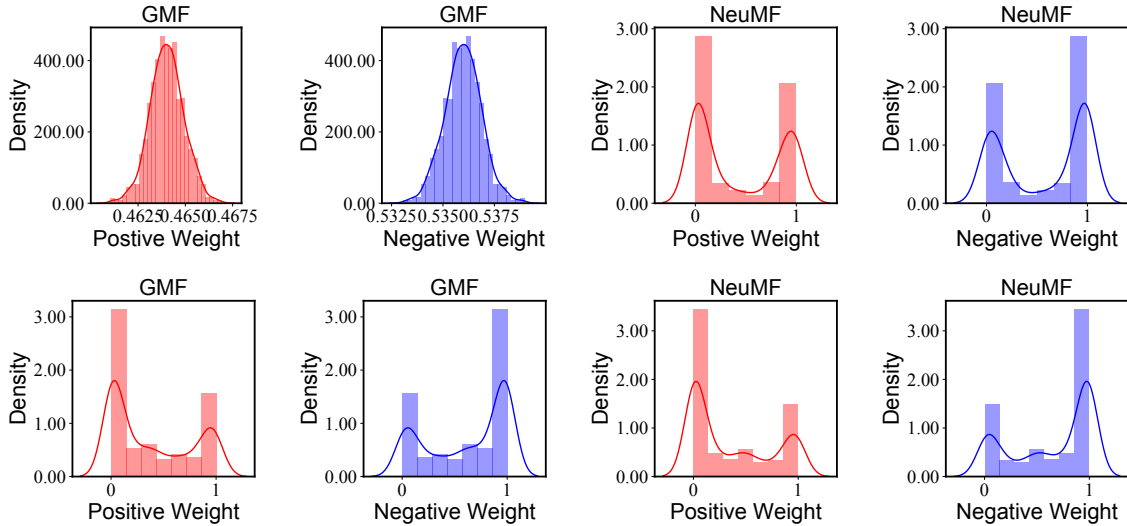 GMF
400.00
200.00
0.00
Density
0.4625
0.4650
0.4675
Postive Weight
GMF
400.00
200.00
0.00
Density
0.5325
0.5350
0.5375
Negative Weight
NeuMF
3.00
2.00
1.00
0.00
Density
0
1
Postive Weight
NeuMF
3.00
2.00
1.00
0.00
Density
0
1
Negative Weight
GMF
3.00
2.00
1.00
0.00
Density
0
1
Positive Weight
GMF
3.00
2.00
1.00
0.00
Density
0
1
Negative Weight
NeuMF
3.00
2.00
1.00
0.00
Density
0
1
Positive Weight
NeuMF
3.00
2.00
1.00
0.00
Density
0
1
Negative Weight